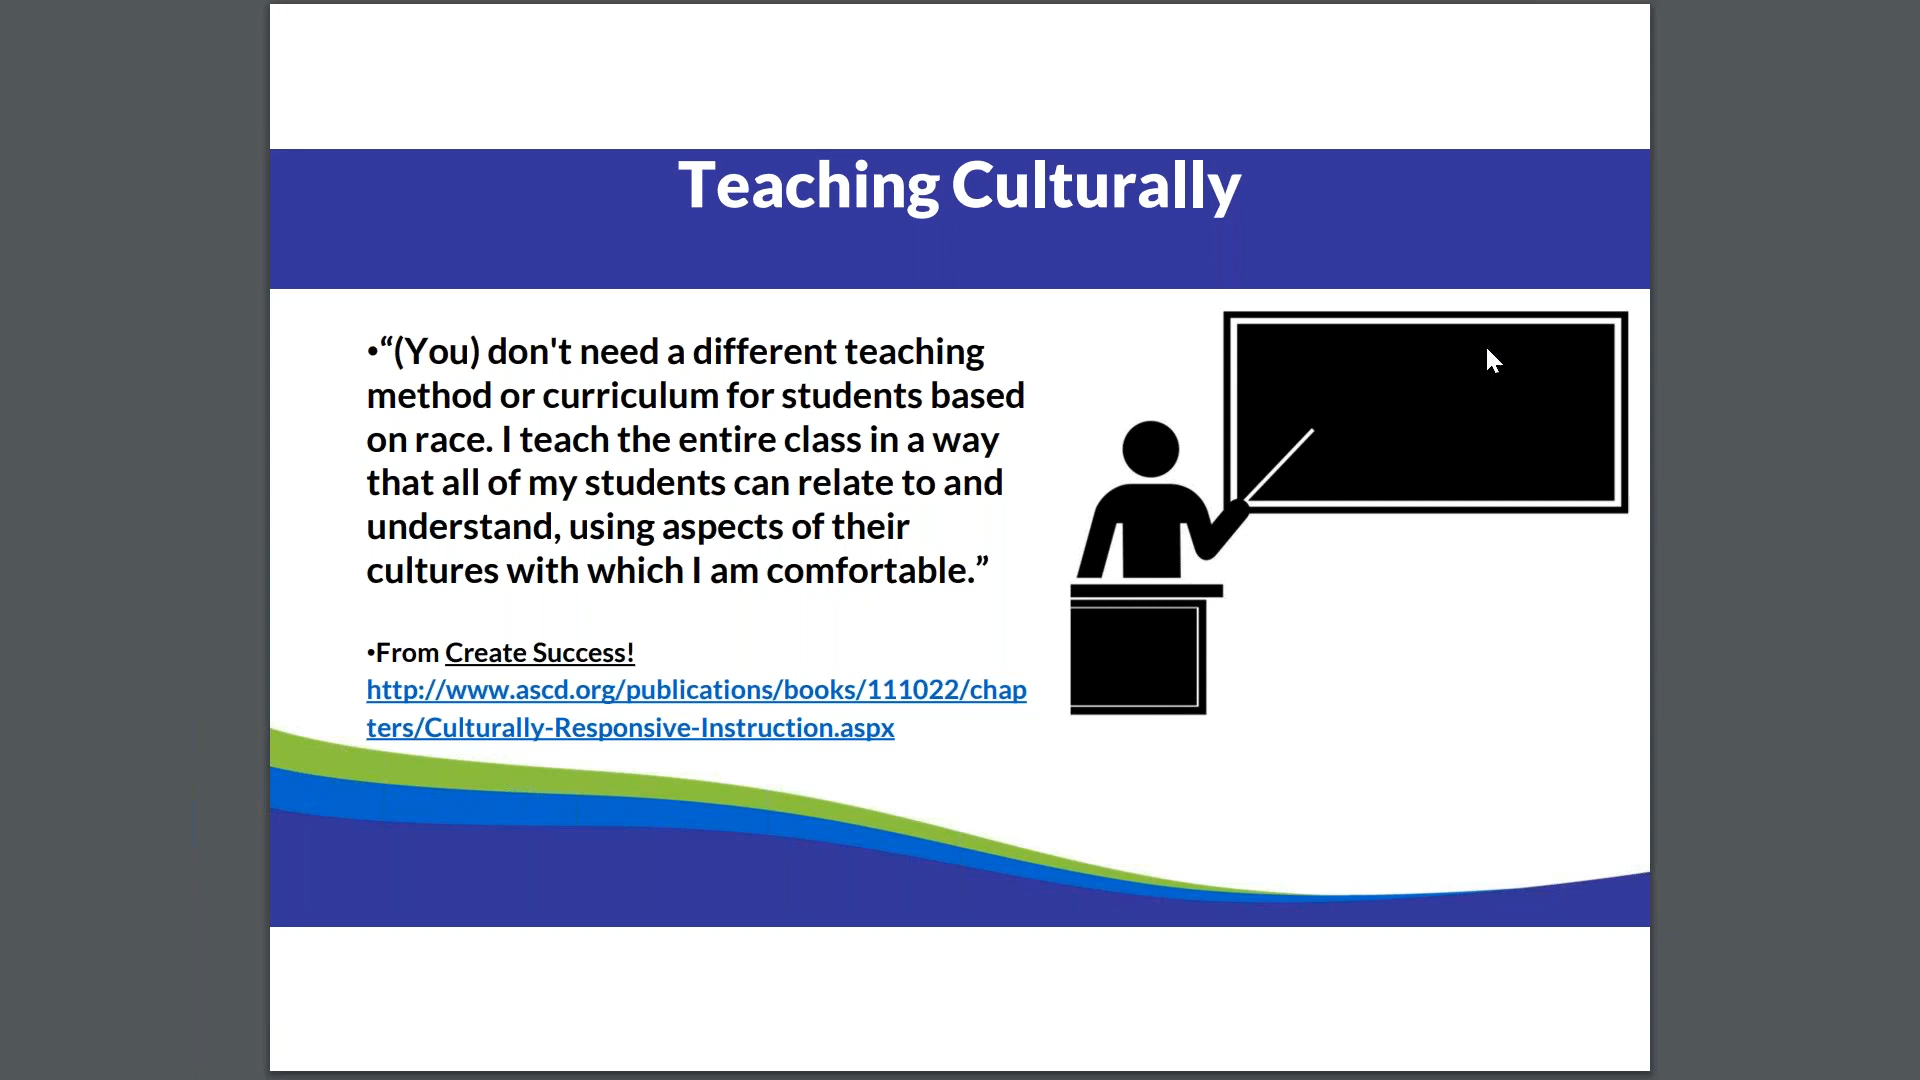 Teaching Culturally
•“(You) don't need a different teaching
method or curriculum for students based
on race. I teach the entire class in a way
that all of my students can relate to and
understand, using aspects of their
cultures with which I am comfortable.”
•From Create Success!
http://www.ascd.org/publications/books/111022/chap
ters/Culturally-Responsive-Instruction.aspx